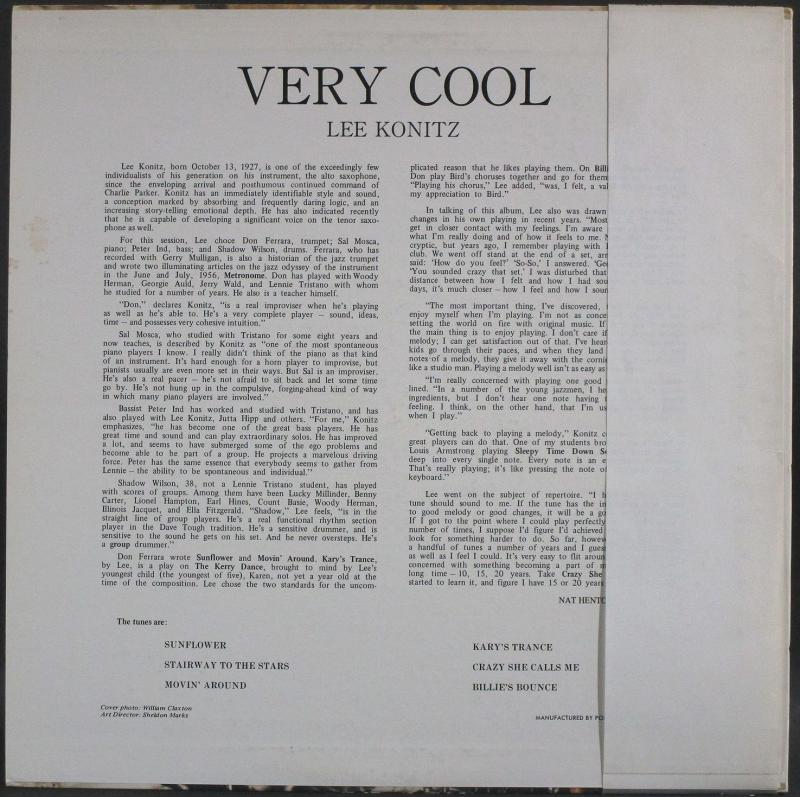 VERY COOL
LEE KONITZ
Lee Konitz, born October 13, 1927, is one of the exceedingly few
individualists of his generation on his instrument, the alto saxophone,
since the enveloping arrival and posthumous continued command of
Charlie Parker. Konitz has an immediately identifiable style and sound,
a conception marked by absorbing and frequently daring logic, and an
increasing story-telling emotional depth. He has also indicated recently
that he is capable of developing a significant voice on the tenor saxo-
phone as well.
For this session, Lee choce Don Ferrara, trumpet; Sal Mosca,
piano; Peter Ind, bass; and Shadow Wilson, drums. Ferrara, who has
recorded with Gerry Mulligan, is also a historian of the jazz trumpet
and wrote two illuminating articles on the jazz odyssey of the instrument
in the June and July, 1956, Metronome. Don has played with Woody
Herman, Georgie Auld, Jerry Wald, and Lennie Tristano with whom
he studied for a number of years. He also is a teacher himself.
"Don," declares Konitz, "is a real improviser when he's playing
as well as he's able to. He's a very complete player – sound, ideas,
time – and possesses very cohesive intuition."
Sal Mosca, who studied with Tristano for some eight years and
now teaches, is described by Konitz as "one of the most spontaneous
piano players I know. I really didn't think of the piano as that kind
of an instrument. It's hard enough for a horn player to improvise, but
pianists usually are even more set in their ways. But Sal is an improviser.
He's also a real pacer – he's not afraid to sit back and let some time
go by. He's not hung up in the compulsive, forging-ahead kind of way
in which many piano players are involved."
Bassist Peter Ind has worked and studied with Tristano, and has
also played with Lee Konitz, Jutta Hipp and others. "For me," Konitz
emphasizes, "he has become one of the great bass players. He has
great time and sound and can play extraordinary solos. He has improved
a lot, and seems to have submerged some of the ego problems and
become able to be part of a group. He projects a marvelous driving
force. Peter has the same essence that everybody seems to gather from
Lennie – the ability to be spontaneous and individual."
Shadow Wilson, 38, not a Lennie Tristano student, has played
with scores of groups. Among them have been Lucky Millinder, Benny
Carter, Lionel Hampton, Earl Hines, Count Basie, Woody Herman,
Illinois Jacquet, and Ella Fitzgerald. "Shadow," Lee feels, "is in the
straight line of group players. He's a real functional rhythm section
player in the Dave Tough tradition. He's a sensitive drummer, and is
sensitive to the sound he gets on his set. And he never oversteps. He's
a group drummer."
Don Ferrara wrote Sunflower and Movin' Around. Kary's Trance,
by Lee, is a play on The Kerry Dance, brought to mind by Lee's
youngest child (the youngest of five), Karen, not yet a year old at the
time of the composition. Lee chose the two standards for the uncom-
plicated reason that he likes playing them. On Billi
Don play Bird's choruses together and go for them
"Playing his chorus," Lee added, "was, I felt, a val
my appreciation to Bird."
In talking of this album, Lee also was drawn
changes in his own playing in recent years. "Most
get in closer contact with my feelings. I'm aware
what I'm really doing and of how it feels to me.
cryptic, but years ago, I remember playing with
club. We went off stand at the end of a set, an
said: 'How do you feel?' 'So-So,' I answered.
'You sounded crazy that set.' I was disturbed that
distance between how I felt and how I had sou
days, it's much closer – how I feel and how I soun
"The most important thing, I've discovered,
enjoy myself when I'm playing. I'm not as conce
setting the world on fire with original music. If
the main thing is to enjoy playing. I don't care if
melody; I can get satisfaction out of that. I've hear
kids go through their paces, and when they land
notes of a melody, they give it away with the corni
like a studio man. Playing a melody well isn't as easy as
"I'm really concerned with playing one good
lined. "In a number of the young jazzmen, I he
ingredients, but I don't hear one note having
feeling. I think, on the other hand, that I'm us
when I play."
"Getting back to playing a melody," Konitz c
great players can do that. One of my students bro
Louis Armstrong playing Sleepy Time Down S
deep into every single note. Every note is an e
That's really playing; it's like pressing the note o
keyboard."
Lee went on the subject of repertoire. "I
tune should sound to me. If the tune has the in
to good melody or good changes, it will be a go
If I got to the point where I could play perfectly
number of times, I suppose I'd figure I'd achieved
look for something harder to do. So far, howev
a handful of tunes a number of years and I gues
as well as I feel I could. It's very easy to flit aroun
concerned with something becoming a part of m
long time – 10, 15, 20 years. Take Crazy She
started to learn it, and figure I have 15 or 20 years
NAT HENTO
The tunes are:
SUNFLOWER
STAIRWAY TO THE STARS
MOVIN' AROUND
KARY'S TRANCE
CRAZY SHE CALLS ME
BILLIE'S BOUNCE
Cover photo: William Claxton
Art Director: Sheldon Marks
MANUFACTURED BY PO